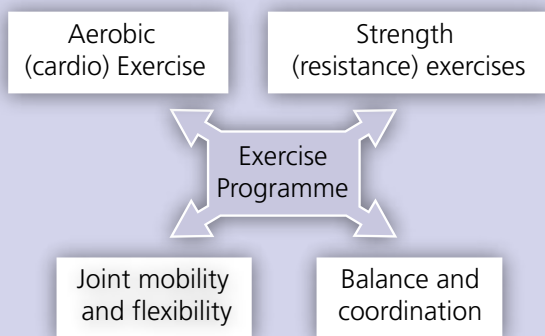 Aerobic
(cardio) Exercise
Strength
(resistance) exercises
Exercise
Programme
Joint mobility
and flexibility
Balance and
coordination